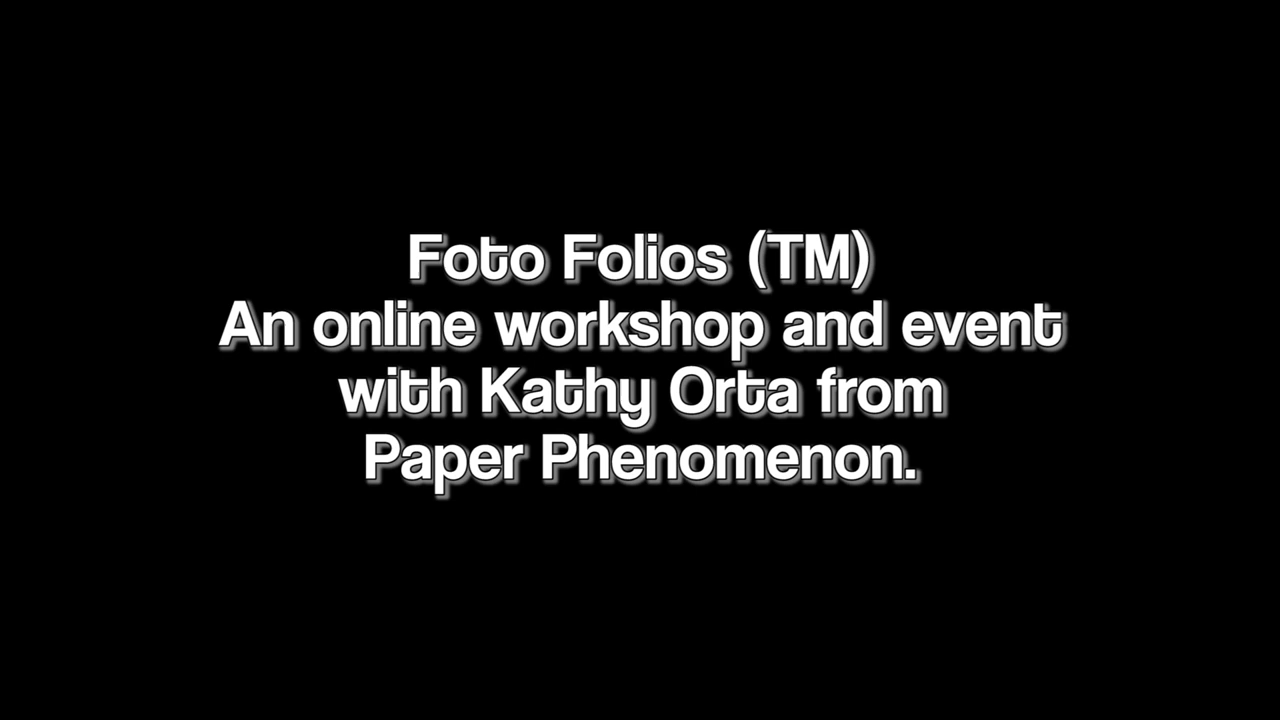 Foto Folios (TM)
An online workshop and event
with Kathy Orta from
Paper Phenomenon.